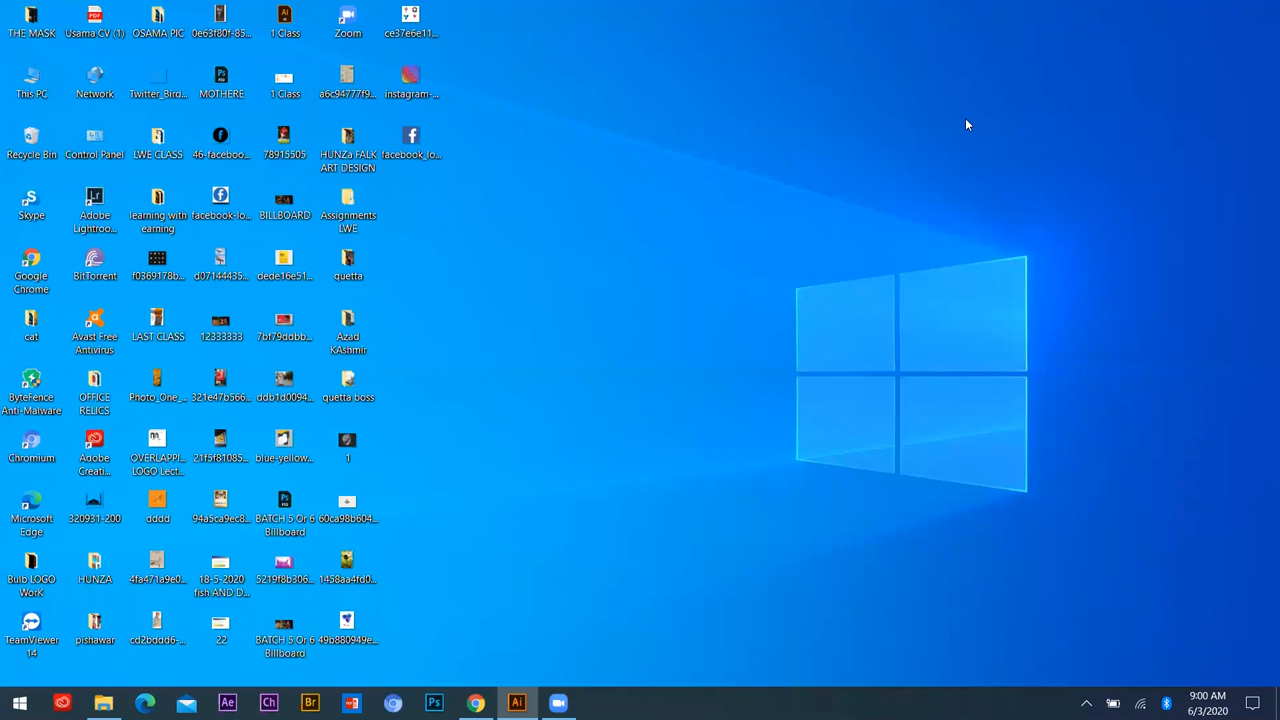 THE MASK
Usama CV (1)
OSAMA PIC
0e63f80f-85...
1 Class
Zoom
ce37e6e11...
This PC
Network
Twitter_Bird...
MOTHERE
1 Class
a6c94777f9...
instagram-...
Recycle Bin
Control Panel
LWE CLASS
46-faceboo...
78915505
HUNZa FALK
ART DESIGN
facebook_lo...
Skype
Adobe
Lightroo...
learning with
earning
facebook-lo...
BILLBOARD
Assignments
LWE
Google
Chrome
BitTorrent
f0369178b...
d07144435...
dede16e51...
quetta
cat
Avast Free
Antivirus
LAST CLASS
12333333
7bf79ddbb...
Azad
KAshmir
ByteFence
Anti-Malware
OFFICE
RELICS
Photo_One_...
321e47b566...
ddb1d0094...
quetta boss
Chromium
Adobe
Creati...
OVERLAPPI...
LOGO Lect...
21f5f81085...
blue-yellow...
1
Microsoft
Edge
320931-200
dddd
94a5ca9ec8...
BATCH 5 Or 6
Billboard
60ca98b604...
Bulb LOGO
WorK
HUNZA
4fa471a9e0...
18-5-2020
fish AND D...
5219f8b306...
1458aa4fd0...
TeamViewer
14
pishawar
cd2bddd6-...
22
BATCH 5 Or 6
Billboard
49b880949e...
Ae
Ch
Br
Ps
Ai
9:00 AM
6/3/2020